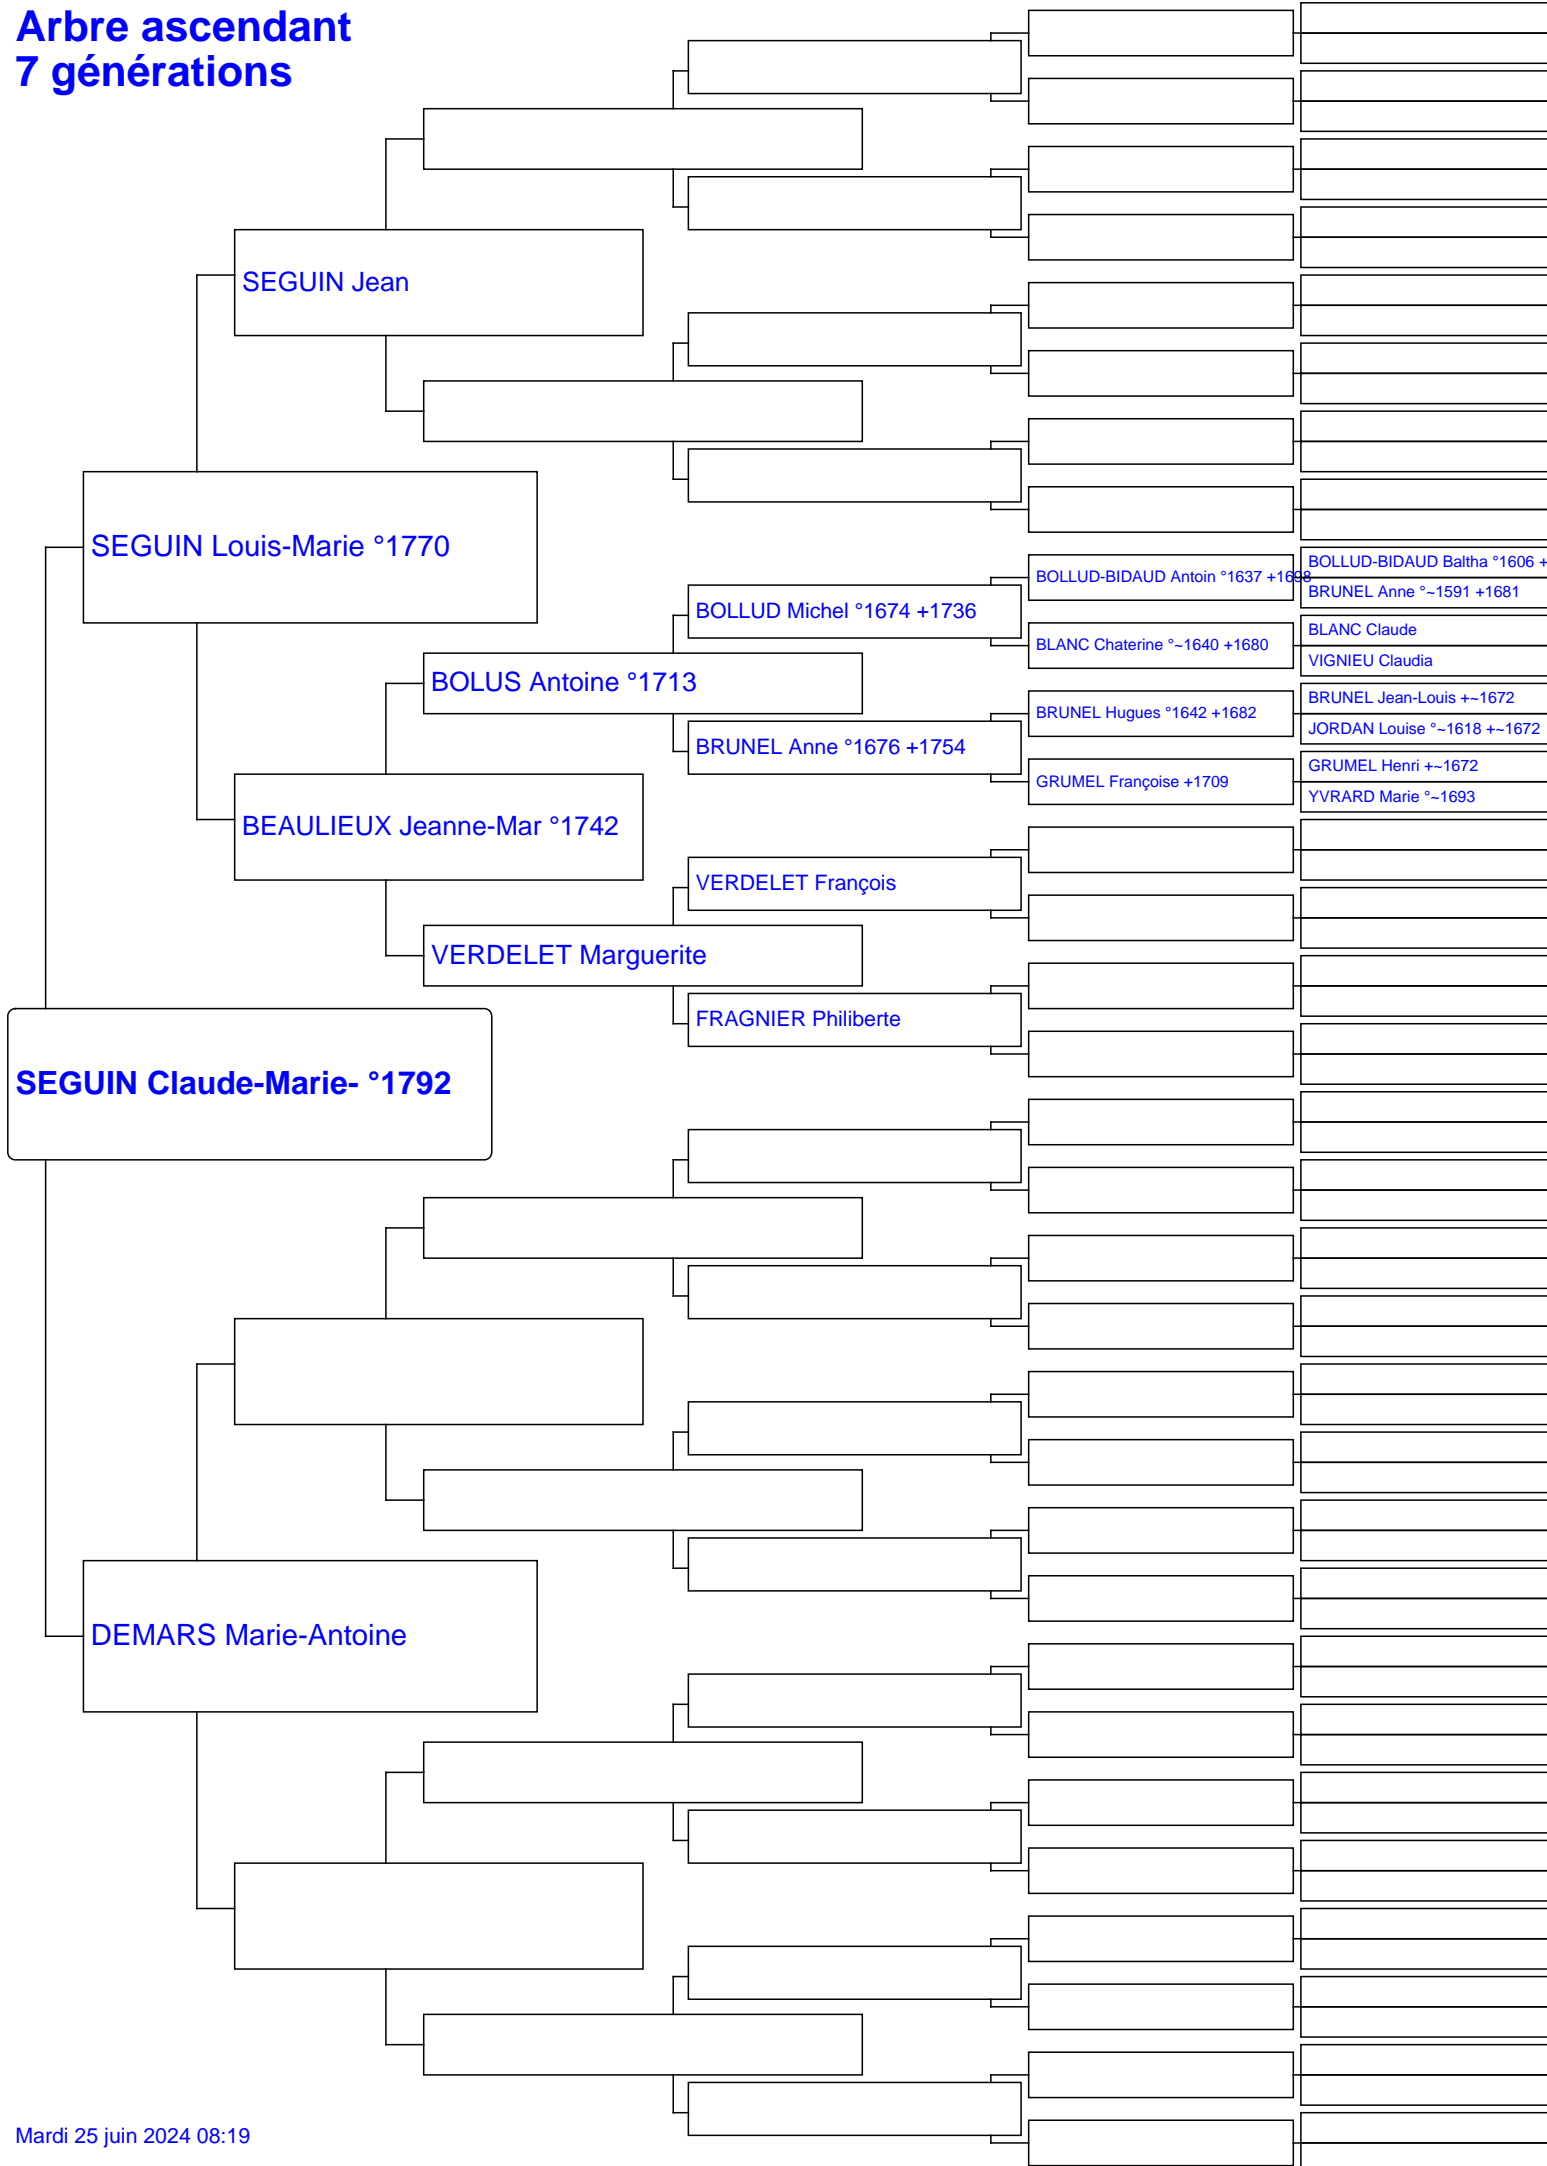 Arbre ascendant
7 générations
SEGUIN Jean
SEGUIN Louis-Marie °1770
BOLLUD-BIDAUD Baltha °1606 +
BOLLUD-BIDAUD Antoin °1637 +1698
BRUNEL Anne °~1591 +1681
BOLLUD Michel °1674 +1736
BLANC Claude
BLANC Chaterine °~1640 +1680
VIGNIEU Claudia
BOLUS Antoine °1713
BRUNEL Jean-Louis +~1672
BRUNEL Hugues °1642 +1682
JORDAN Louise °~1618 +~1672
BRUNEL Anne °1676 +1754
GRUMEL Henri +~1672
GRUMEL Françoise +1709
YVRARD Marie °~1693
BEAULIEUX Jeanne-Mar °1742
VERDELET François
VERDELET Marguerite
FRAGNIER Philiberte
SEGUIN Claude-Marie- °1792
DEMARS Marie-Antoine
Mardi 25 juin 2024 08:19